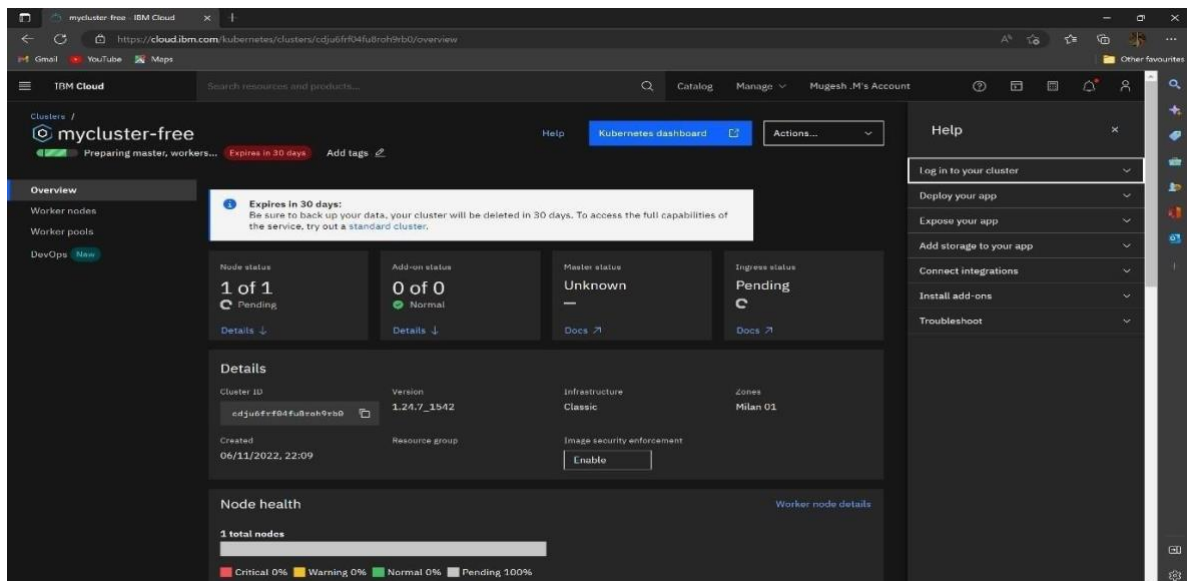 mycluster-free - IBM Cloud
https://cloud.ibm.com/kubernetes/clusters/cdju6frf04fu8roh9rb0/overview
Gmail YouTube Maps Other favourites
IBM Cloud Search resources and products... Catalog Manage Mugesh .M's Account
Clusters /
mycluster-free
Help Kubernetes dashboard Actions...
Preparing master, workers... Expires in 30 days Add tags
Overview
Worker nodes
Worker pools
DevOps New
Expires in 30 days:
Be sure to back up your data, your cluster will be deleted in 30 days. To access the full capabilities of
the service, try out a standard cluster.
Node status Add-on status Master status Ingress status
1 of 1 0 of 0 Unknown Pending
Pending Normal —
Details ↓ Details ↓ Docs ↗ Docs ↗
Details
Cluster ID Version Infrastructure Zones
cdju6frf04fu8roh9rb0 1.24.7_1542 Classic Milan 01
Created Resource group Image security enforcement
06/11/2022, 22:09 Enable
Node health Worker node details
1 total nodes
Critical 0% Warning 0% Normal 0% Pending 100%
Help
Log in to your cluster
Deploy your app
Expose your app
Add storage to your app
Connect integrations
Install add-ons
Troubleshoot